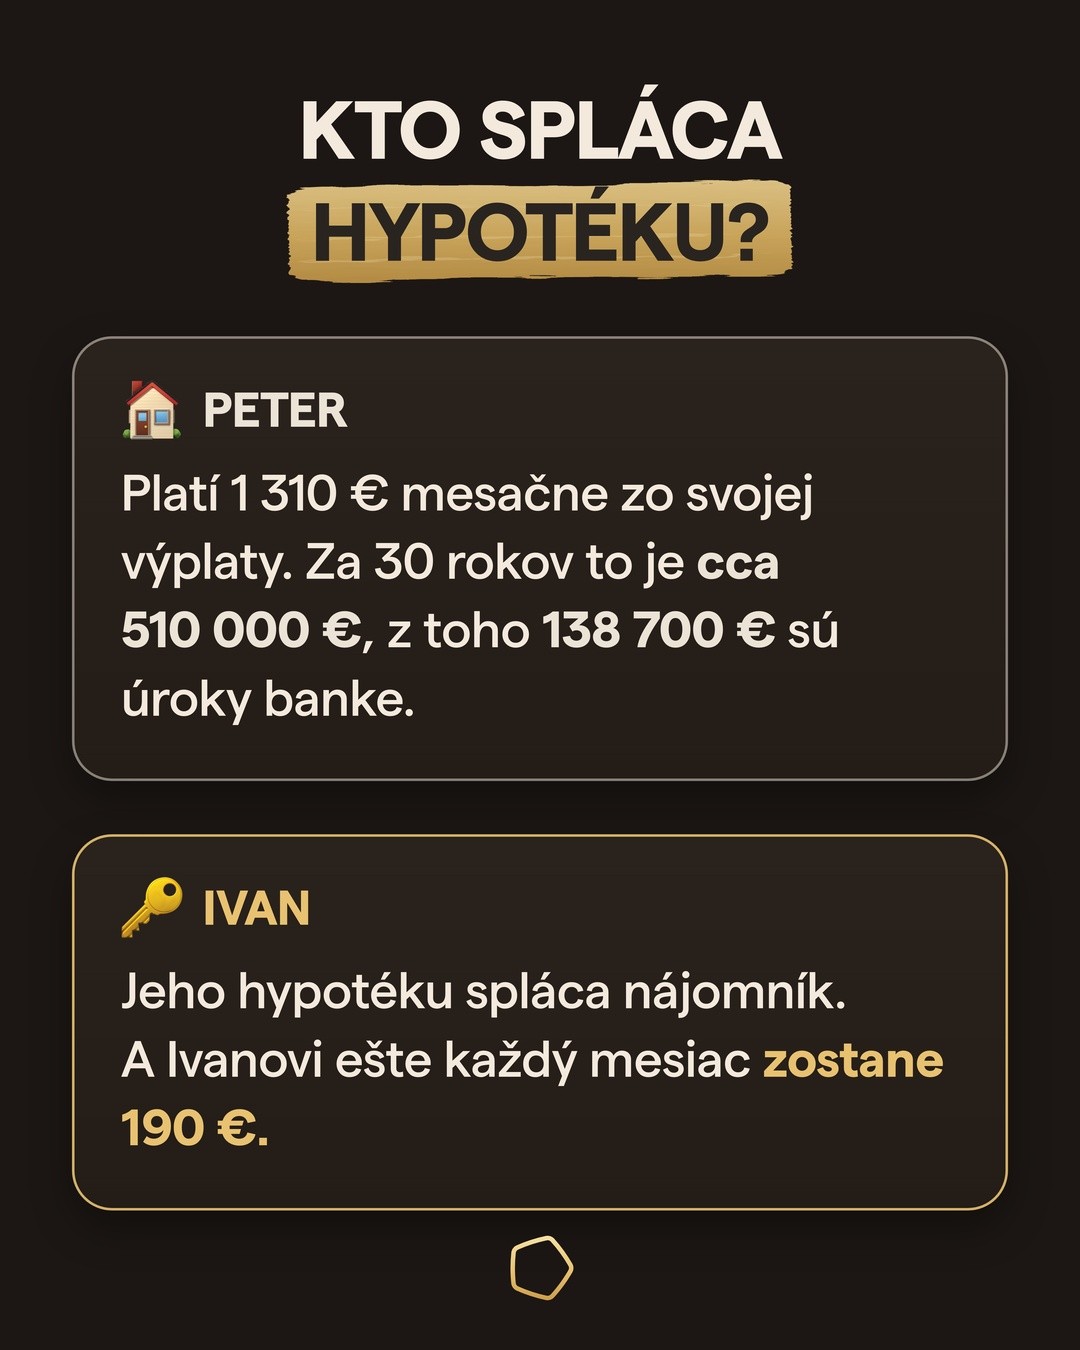 KTO SPLÁCA
HYPOTÉKU?
PETER
Platí 1 310 € mesačne zo svojej
výplaty. Za 30 rokov to je cca
510 000 €, z toho 138 700 € sú
úroky banke.
IVAN
Jeho hypotéku spláca nájomník.
A Ivanovi ešte každý mesiac zostane
190 €.